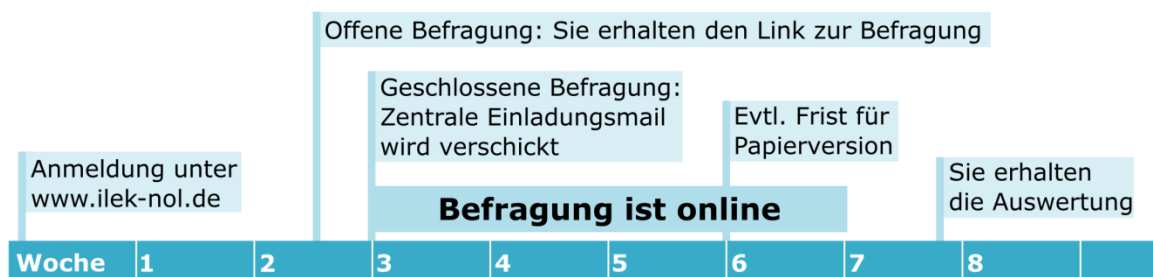 Offene Befragung: Sie erhalten den Link zur Befragung
Geschlossene Befragung:
Zentrale Einladungsmail
wird verschickt
Evtl. Frist für
Papierversion
Anmeldung unter
www.ilek-nol.de
Sie erhalten
die Auswertung
Befragung ist online
Woche 1 2 3 4 5 6 7 8